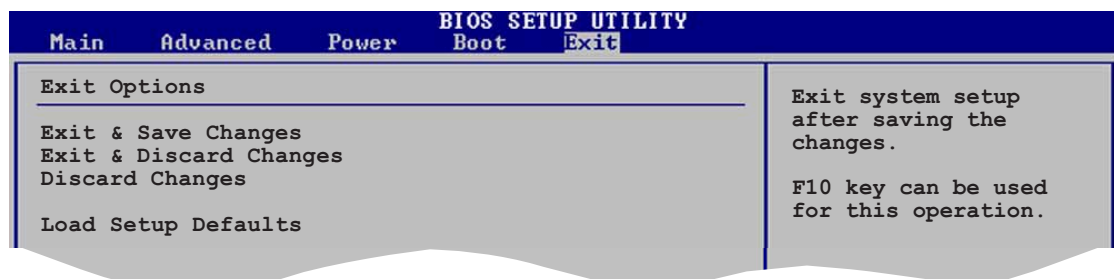 BIOS SETUP UTILITY
Main Advanced Power Boot Exit
Exit Options
Exit & Save Changes
Exit & Discard Changes
Discard Changes
Load Setup Defaults
Exit system setup
after saving the
changes.
F10 key can be used
for this operation.